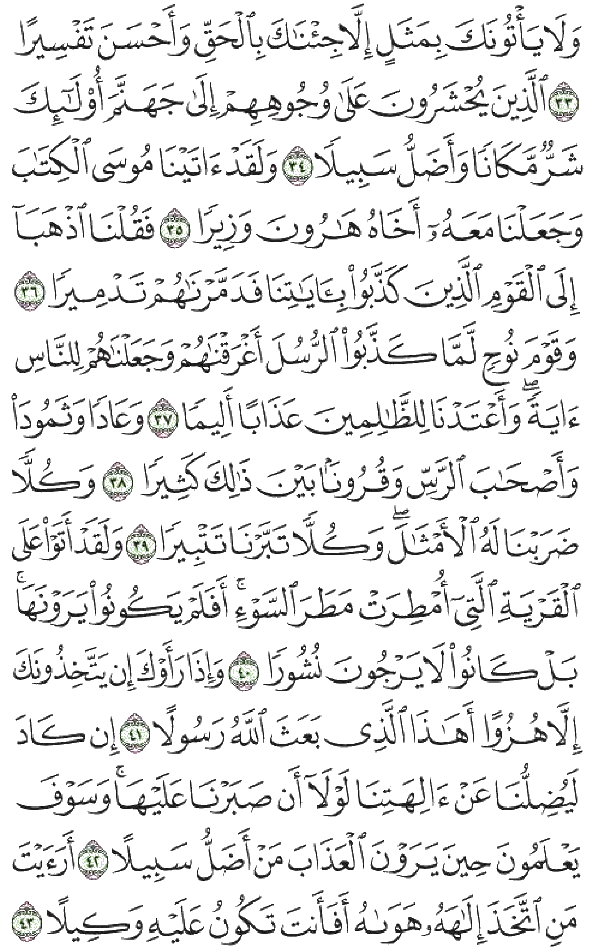 وَلَا يَأْتُونَكَ بِمَثَلٍ إِلَّا جِئْنَٰكَ بِٱلْحَقِّ وَأَحْسَنَ تَفْسِيرًا
٣٣ ٱلَّذِينَ يُحْشَرُونَ عَلَىٰ وُجُوهِهِمْ إِلَىٰ جَهَنَّمَ أُو۟لَٰٓئِكَ
شَرٌّ مَّكَانًا وَأَضَلُّ سَبِيلًا ٣٤ وَلَقَدْ ءَاتَيْنَا مُوسَى ٱلْكِتَٰبَ
وَجَعَلْنَا مَعَهُۥٓ أَخَاهُ هَٰرُونَ وَزِيرًا ٣٥ فَقُلْنَا ٱذْهَبَآ
إِلَى ٱلْقَوْمِ ٱلَّذِينَ كَذَّبُوا۟ بِـَٔايَٰتِنَا فَدَمَّرْنَٰهُمْ تَدْمِيرًا ٣٦
وَقَوْمَ نُوحٍ لَّمَّا كَذَّبُوا۟ ٱلرُّسُلَ أَغْرَقْنَٰهُمْ وَجَعَلْنَٰهُمْ لِلنَّاسِ
ءَايَةً ۖ وَأَعْتَدْنَا لِلظَّٰلِمِينَ عَذَابًا أَلِيمًا ٣٧ وَعَادًا وَثَمُودَا۟
وَأَصْحَٰبَ ٱلرَّسِّ وَقُرُونًۢا بَيْنَ ذَٰلِكَ كَثِيرًا ٣٨ وَكُلًّا
ضَرَبْنَا لَهُ ٱلْأَمْثَٰلَ ۖ وَكُلًّا تَبَّرْنَا تَتْبِيرًا ٣٩ وَلَقَدْ أَتَوْا۟ عَلَى
ٱلْقَرْيَةِ ٱلَّتِىٓ أُمْطِرَتْ مَطَرَ ٱلسَّوْءِ ۚ أَفَلَمْ يَكُونُوا۟ يَرَوْنَهَا ۚ
بَلْ كَانُوا۟ لَا يَرْجُونَ نُشُورًا ٤٠ وَإِذَا رَأَوْكَ إِن يَتَّخِذُونَكَ
إِلَّا هُزُوًا أَهَٰذَا ٱلَّذِى بَعَثَ ٱللَّهُ رَسُولًا ٤١ إِن كَادَ
لَيُضِلُّنَا عَنْ ءَالِهَتِنَا لَوْلَآ أَن صَبَرْنَا عَلَيْهَا ۚ وَسَوْفَ
يَعْلَمُونَ حِينَ يَرَوْنَ ٱلْعَذَابَ مَنْ أَضَلُّ سَبِيلًا ٤٢ أَرَءَيْتَ
مَنِ ٱتَّخَذَ إِلَٰهَهُۥ هَوَىٰهُ أَفَأَنتَ تَكُونُ عَلَيْهِ وَكِيلًا ٤٣